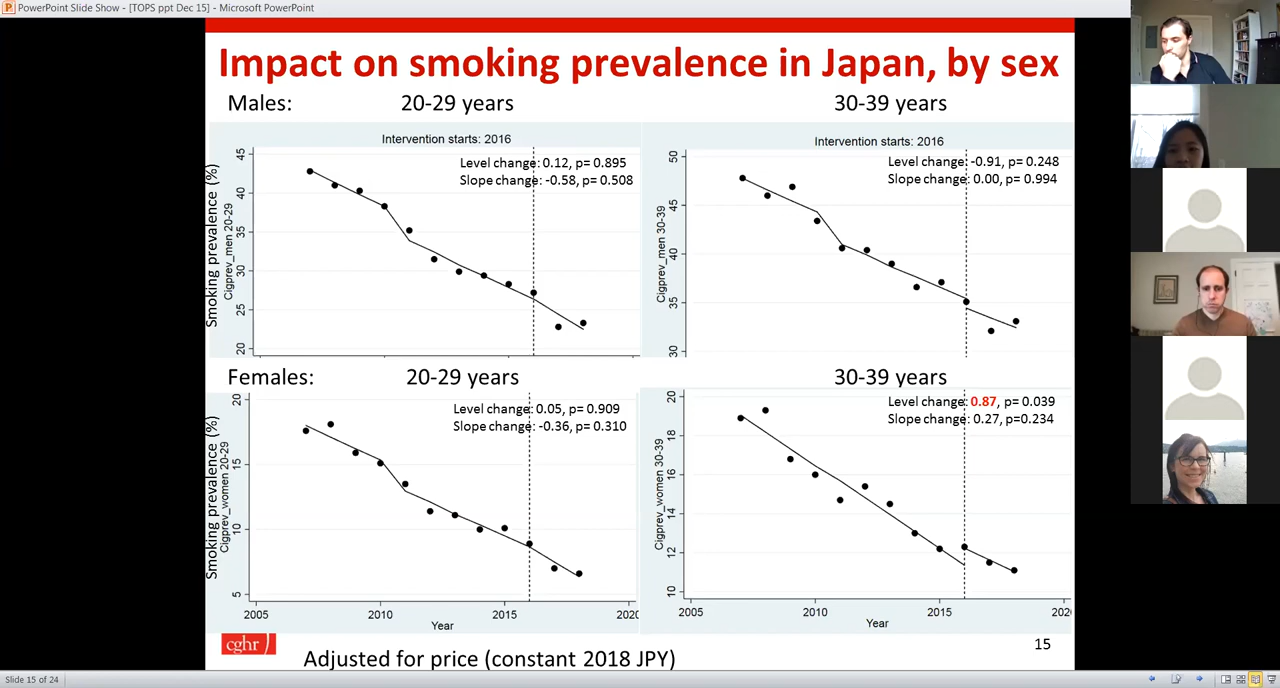 PowerPoint Slide Show - [TOPS ppt Dec 15] - Microsoft PowerPoint
Impact on smoking prevalence in Japan, by sex
Males:
20-29 years
30-39 years
Intervention starts: 2016
Level change: 0.12, p= 0.895
Slope change: -0.58, p= 0.508
Smoking prevalence (%)
Cigprev_men 20-29
45
40
35
30
25
20
Intervention starts: 2016
Level change: -0.91, p= 0.248
Slope change: 0.00, p= 0.994
Cigprev_men 30-39
50
45
40
35
30
Females:
20-29 years
30-39 years
Level change: 0.05, p= 0.909
Slope change: -0.36, p= 0.310
Smoking prevalence (%)
Cigprev_women 20-29
20
15
10
5
2005 2010 2015 2020
Year
Level change: 0.87, p= 0.039
Slope change: 0.27, p=0.234
Cigprev_women 30-39
20
18
16
14
12
10
2005 2010 2015 202
Year
cghr
15
Adjusted for price (constant 2018 JPY)
Slide 15 of 24